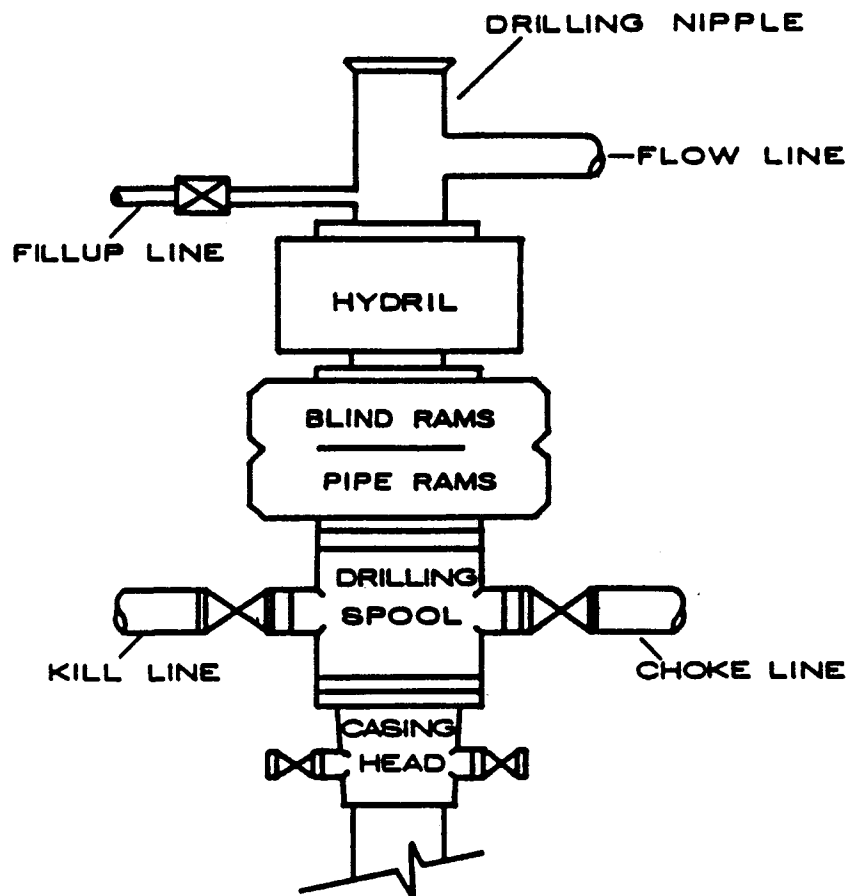 DRILLING NIPPLE
FLOW LINE
FILLUP LINE
HYDRIL
BLIND RAMS
PIPE RAMS
DRILLING
SPOOL
KILL LINE
CHOKE LINE
CASING
HEAD